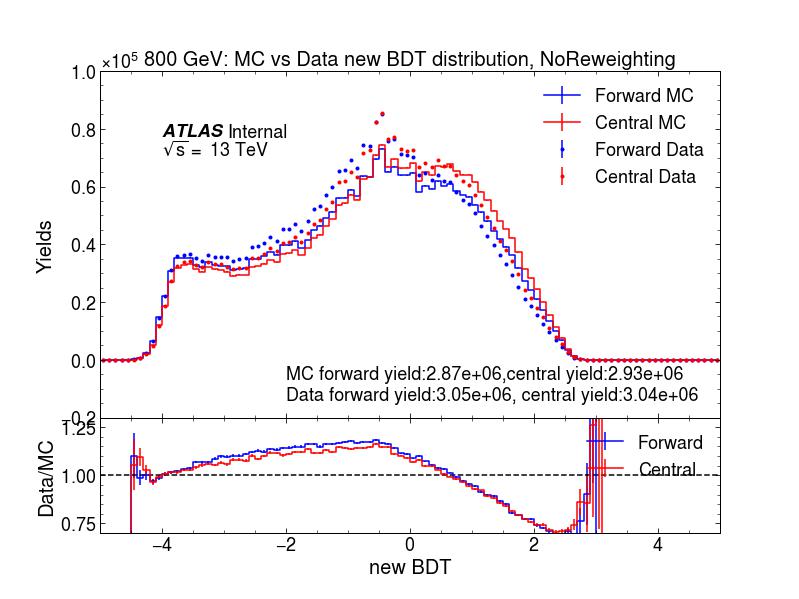 ×10⁵ 800 GeV: MC vs Data new BDT distribution, NoReweighting
1.0
0.8
0.6
0.4
0.2
0.0
0.2
Yields
ATLAS Internal
√s = 13 TeV
Forward MC
Central MC
Forward Data
Central Data
MC forward yield:2.87e+06,central yield:2.93e+06
Data forward yield:3.05e+06, central yield:3.04e+06
1.25
1.00
0.75
Data/MC
Forward
Central
−4 −2 0 2 4
new BDT